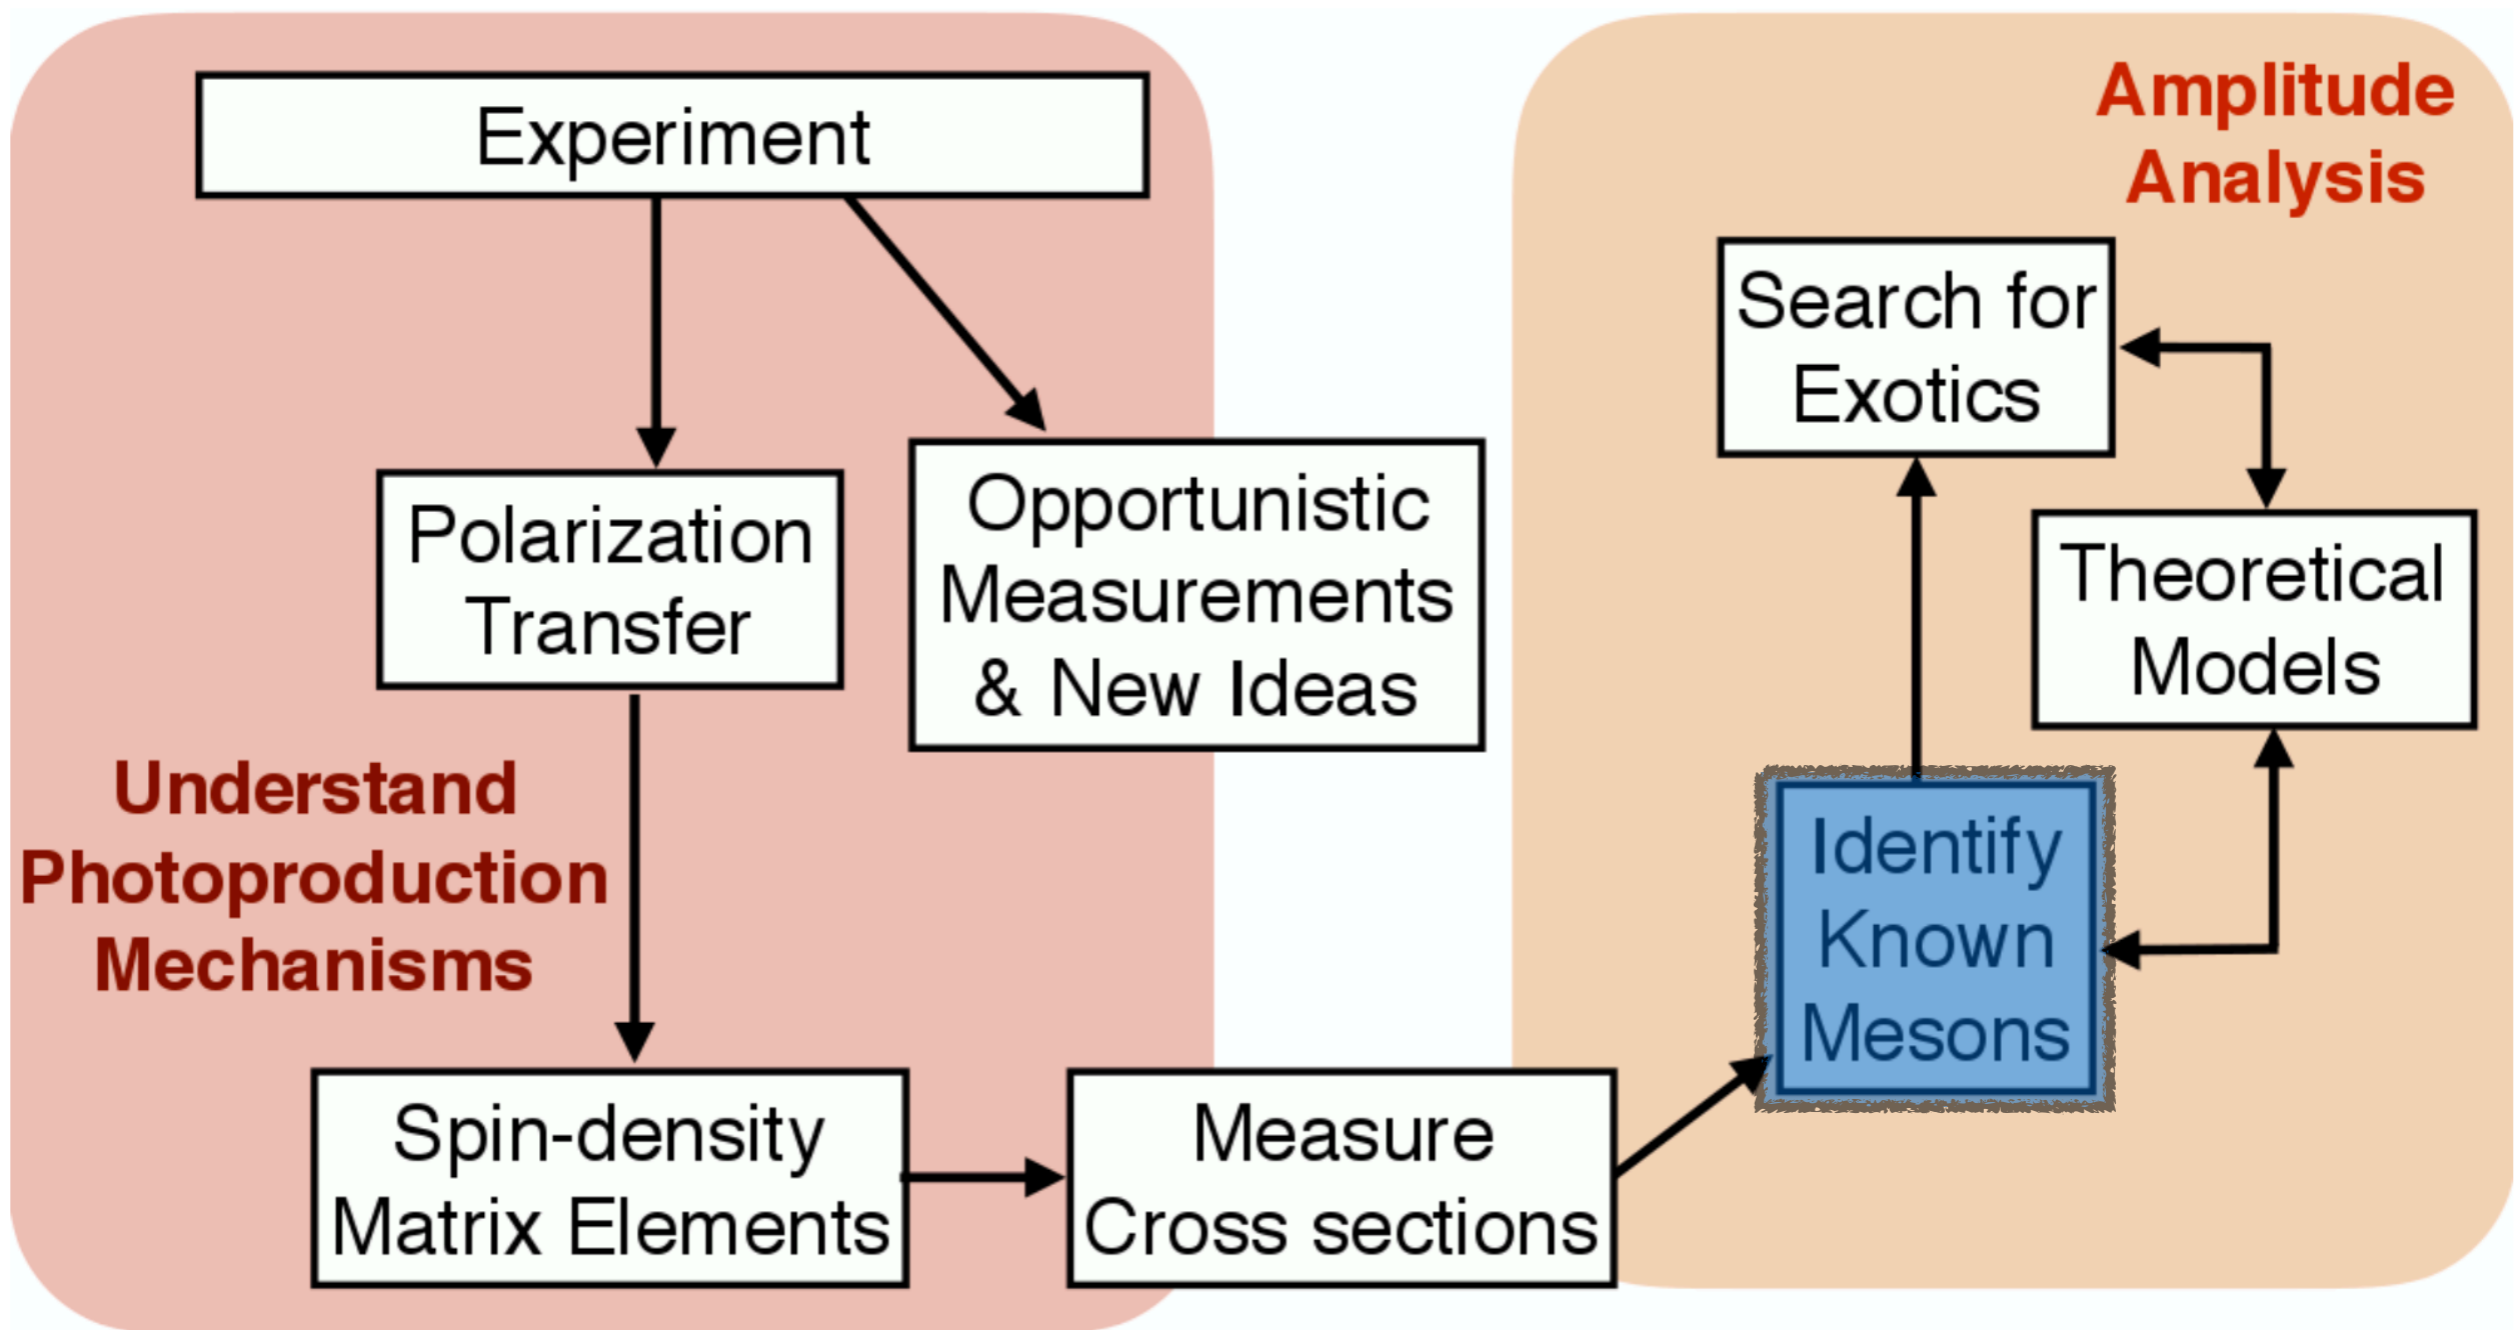 Experiment
Polarization
Transfer
Opportunistic
Measurements
& New Ideas
Understand
Photoproduction
Mechanisms
Spin-density
Matrix Elements
Measure
Cross sections
Amplitude
Analysis
Search for
Exotics
Theoretical
Models
Identify
Known
Mesons